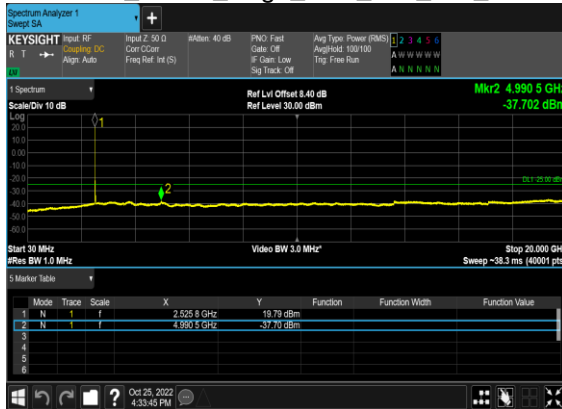 Spectrum Analyzer 1
Swept SA
+
KEYSIGHT Input: RF Input Z: 50 Ω #Atten: 40 dB PNO: Fast Avg Type: Power (RMS) 1 2 3 4 5 6
R T Coupling: DC Corr CCorr Gate: Off Avg|Hold: 100/100 A W W W W W
Align: Auto Freq Ref: Int (S) IF Gain: Low Trig: Free Run
Sig Track: Off A N N N N N
1 Spectrum Mkr2 4.990 5 GHz
Ref Lvl Offset 8.40 dB
Scale/Div 10 dB Ref Level 30.00 dBm -37.702 dBm
Log
20.0
10.0
0.00
-10.0
-20.0
-30.0
-40.0
-50.0
-60.0
1
2
DL1 -25.00 dBm
Start 30 MHz Video BW 3.0 MHz* Stop 20.000 GHz
#Res BW 1.0 MHz Sweep ~38.3 ms (40001 pts)
5 Marker Table
Mode Trace Scale X Y Function Function Width Function Value
1 N 1 f 2.525 8 GHz 19.79 dBm
2 N 1 f 4.990 5 GHz -37.70 dBm
3
4
5
6
? Oct 25, 2022
4:33:45 PM